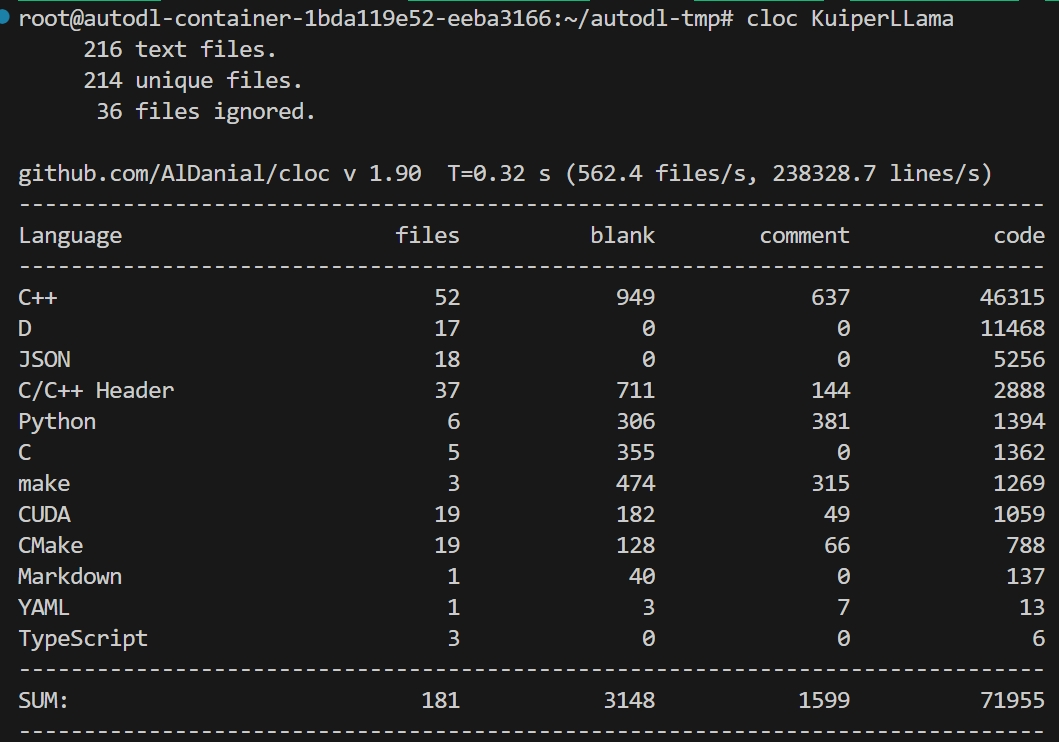 root@autodl-container-1bda119e52-eeba3166:~/autodl-tmp# cloc KuiperLLama
     216 text files.
     214 unique files.
      36 files ignored.
github.com/AlDanial/cloc v 1.90  T=0.32 s (562.4 files/s, 238328.7 lines/s)
-------------------------------------------------------------------------------
Language                     files          blank        comment           code
-------------------------------------------------------------------------------
C++                             52            949            637          46315
D                               17              0              0          11468
JSON                            18              0              0           5256
C/C++ Header                    37            711            144           2888
Python                           6            306            381           1394
C                                5            355              0           1362
make                             3            474            315           1269
CUDA                            19            182             49           1059
CMake                           19            128             66            788
Markdown                         1             40              0            137
YAML                             1              3              7             13
TypeScript                       3              0              0              6
-------------------------------------------------------------------------------
SUM:                           181           3148           1599          71955
-------------------------------------------------------------------------------